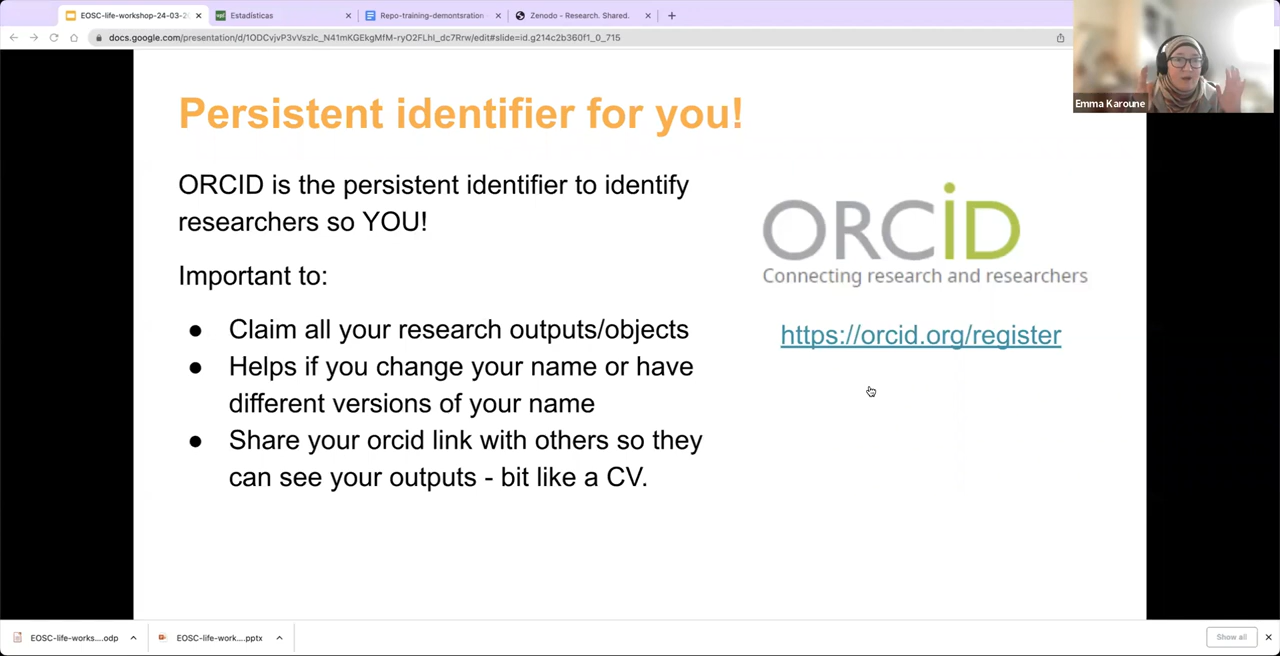 EOSC-life-workshop-24-03-20
Estadísticas
Repo-training-demontsration
Zenodo - Research. Shared.
docs.google.com/presentation/d/1ODCvjvP3vVszlc_N41mKGEkgMfM-ryO2FLhI_dc7Rrw/edit#slide=id.g214c2b360f1_0_715
Emma Karoune
Persistent identifier for you!
ORCID is the persistent identifier to identify
researchers so YOU!
Important to:
● Claim all your research outputs/objects
● Helps if you change your name or have
different versions of your name
● Share your orcid link with others so they
can see your outputs - bit like a CV.
ORCiD
Connecting research and researchers
https://orcid.org/register
EOSC-life-works....odp
EOSC-life-work....pptx
Show all